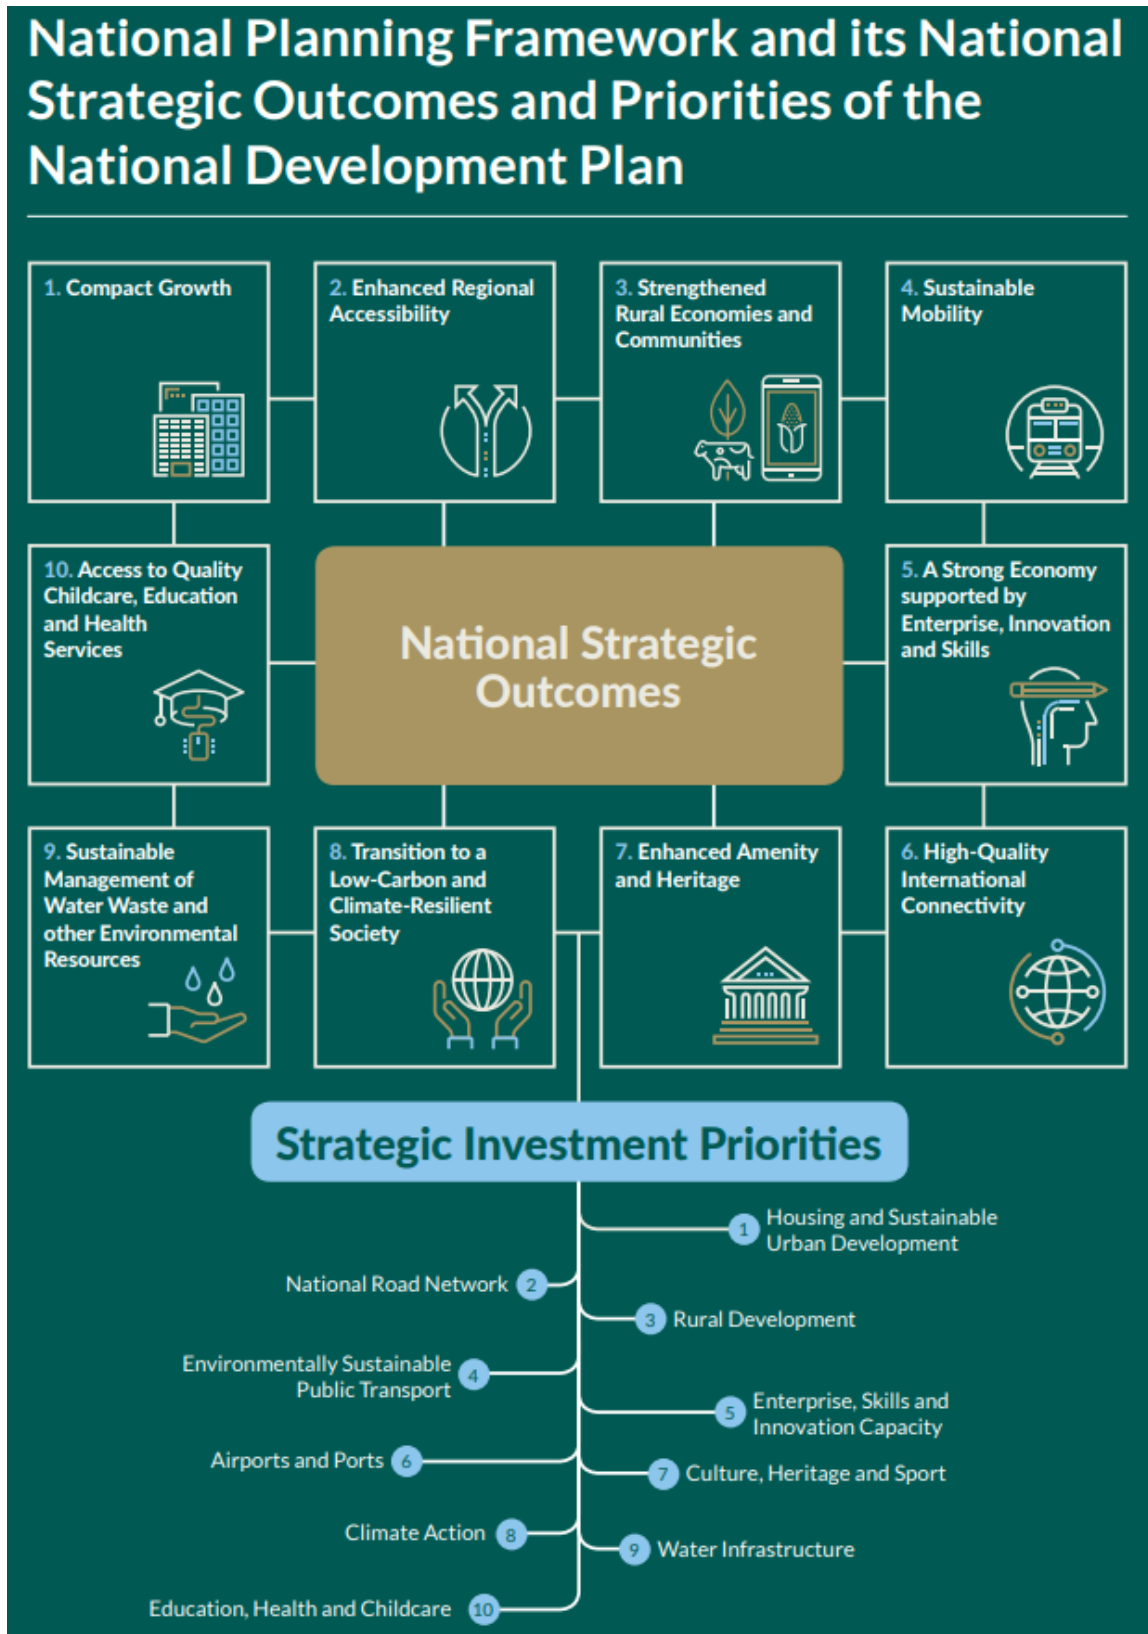 National Planning Framework and its National
Strategic Outcomes and Priorities of the
National Development Plan
1. Compact Growth
2. Enhanced Regional
Accessibility
3. Strengthened
Rural Economies and
Communities
4. Sustainable
Mobility
10. Access to Quality
Childcare, Education
and Health
Services
National Strategic
Outcomes
5. A Strong Economy
supported by
Enterprise, Innovation
and Skills
9. Sustainable
Management of
Water Waste and
other Environmental
Resources
8. Transition to a
Low-Carbon and
Climate-Resilient
Society
7. Enhanced Amenity
and Heritage
6. High-Quality
International
Connectivity
Strategic Investment Priorities
1 Housing and Sustainable
Urban Development
National Road Network 2
3 Rural Development
Environmentally Sustainable
Public Transport 4
5 Enterprise, Skills and
Innovation Capacity
Airports and Ports 6
7 Culture, Heritage and Sport
Climate Action 8
9 Water Infrastructure
Education, Health and Childcare 10